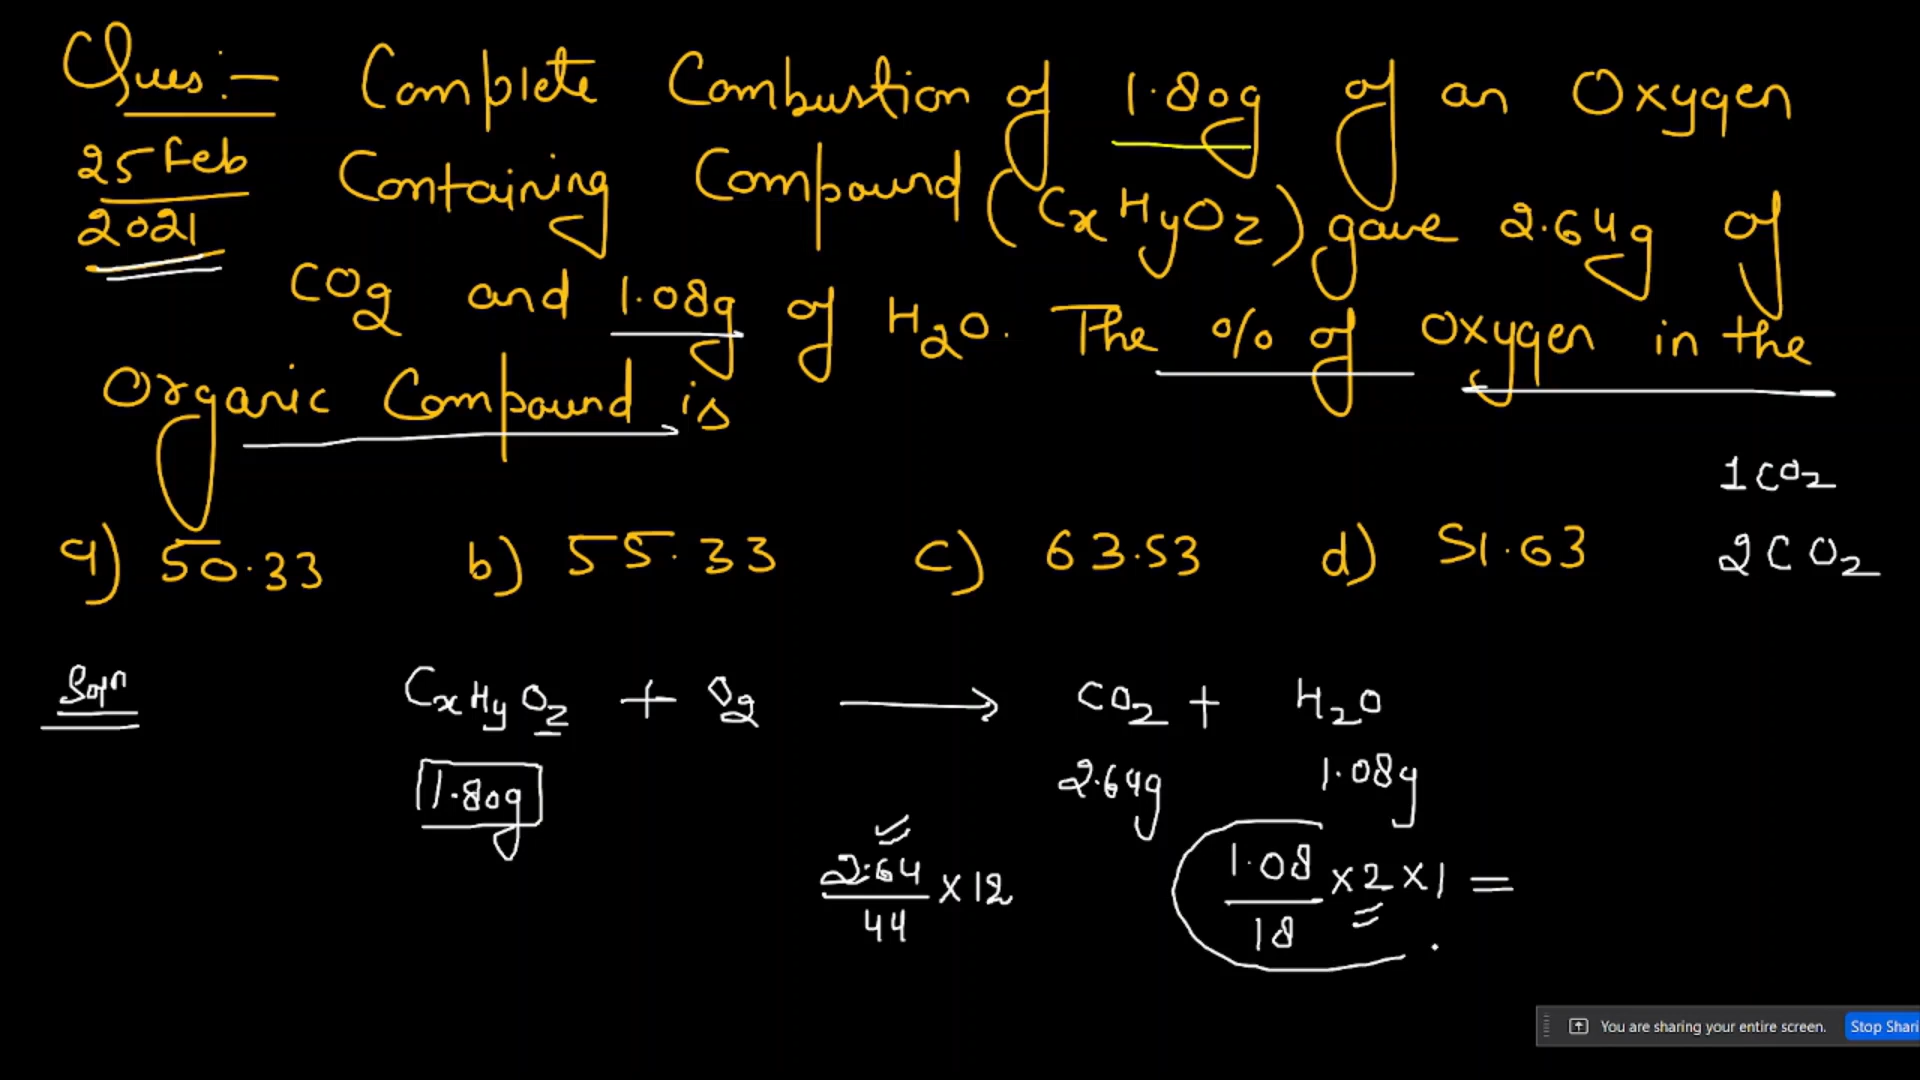 Ques:- Complete Combustion of 1.80g of an Oxygen
25 Feb Containing Compound (CxHyOz) gave 2.64g of
2021
CO2 and 1.08g of H2O. The % of Oxygen in the
Organic Compound is
1CO2
a) 50.33 b) 55.33 c) 63.53 d) 51.63
2CO2
Sol^n CxHyOz + O2 → CO2 + H2O
1.80g 2.64g 1.08g
2.64/44 ×12 1.08/18 ×2×1 =
You are sharing your entire screen. Stop Shari